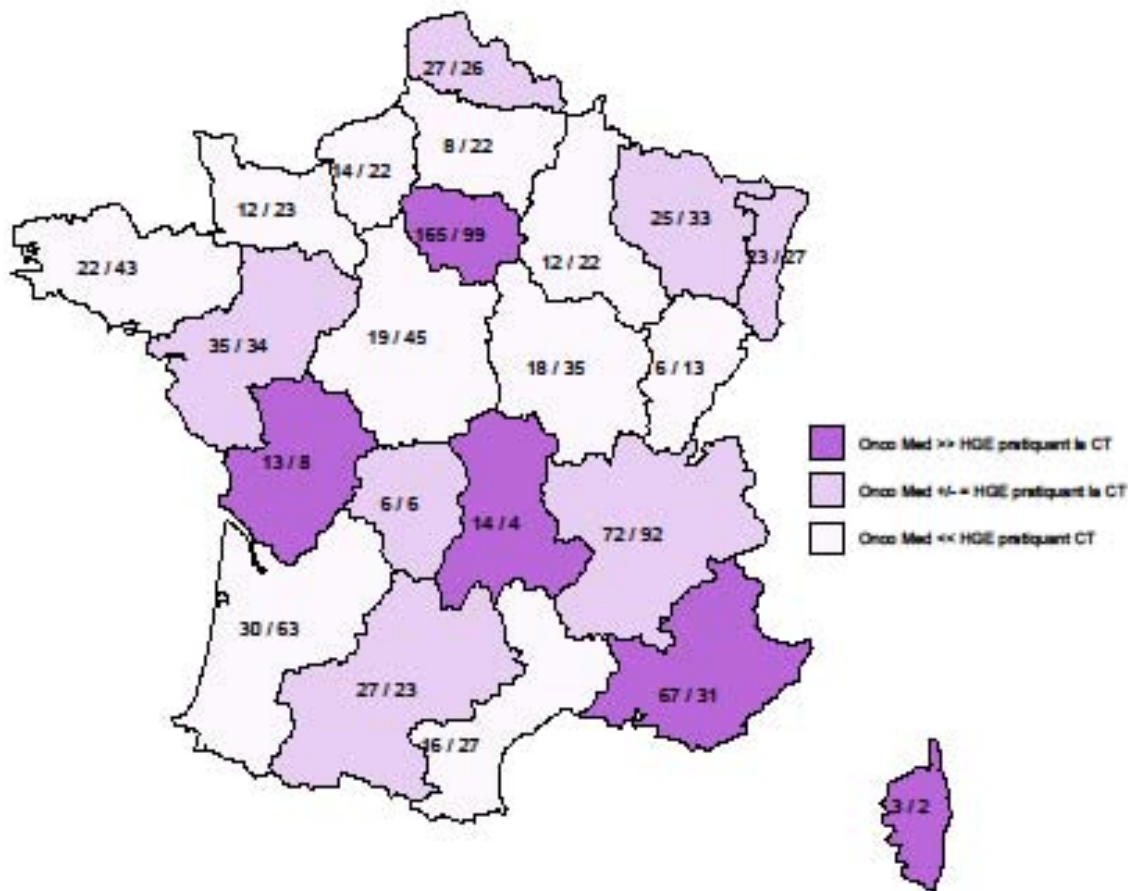 27 / 26
8 / 22
14 / 22
12 / 23
25 / 33
165 / 99
23 / 27
22 / 43
12 / 22
19 / 45
35 / 34
18 / 35
6 / 13
Onco Med >> HGE pratiquant la CT
13 / 8
Onco Med +/- = HGE pratiquant la CT
6 / 6
14 / 4
72 / 92
Onco Med << HGE pratiquant CT
30 / 63
27 / 23
67 / 31
16 / 27
3 / 2